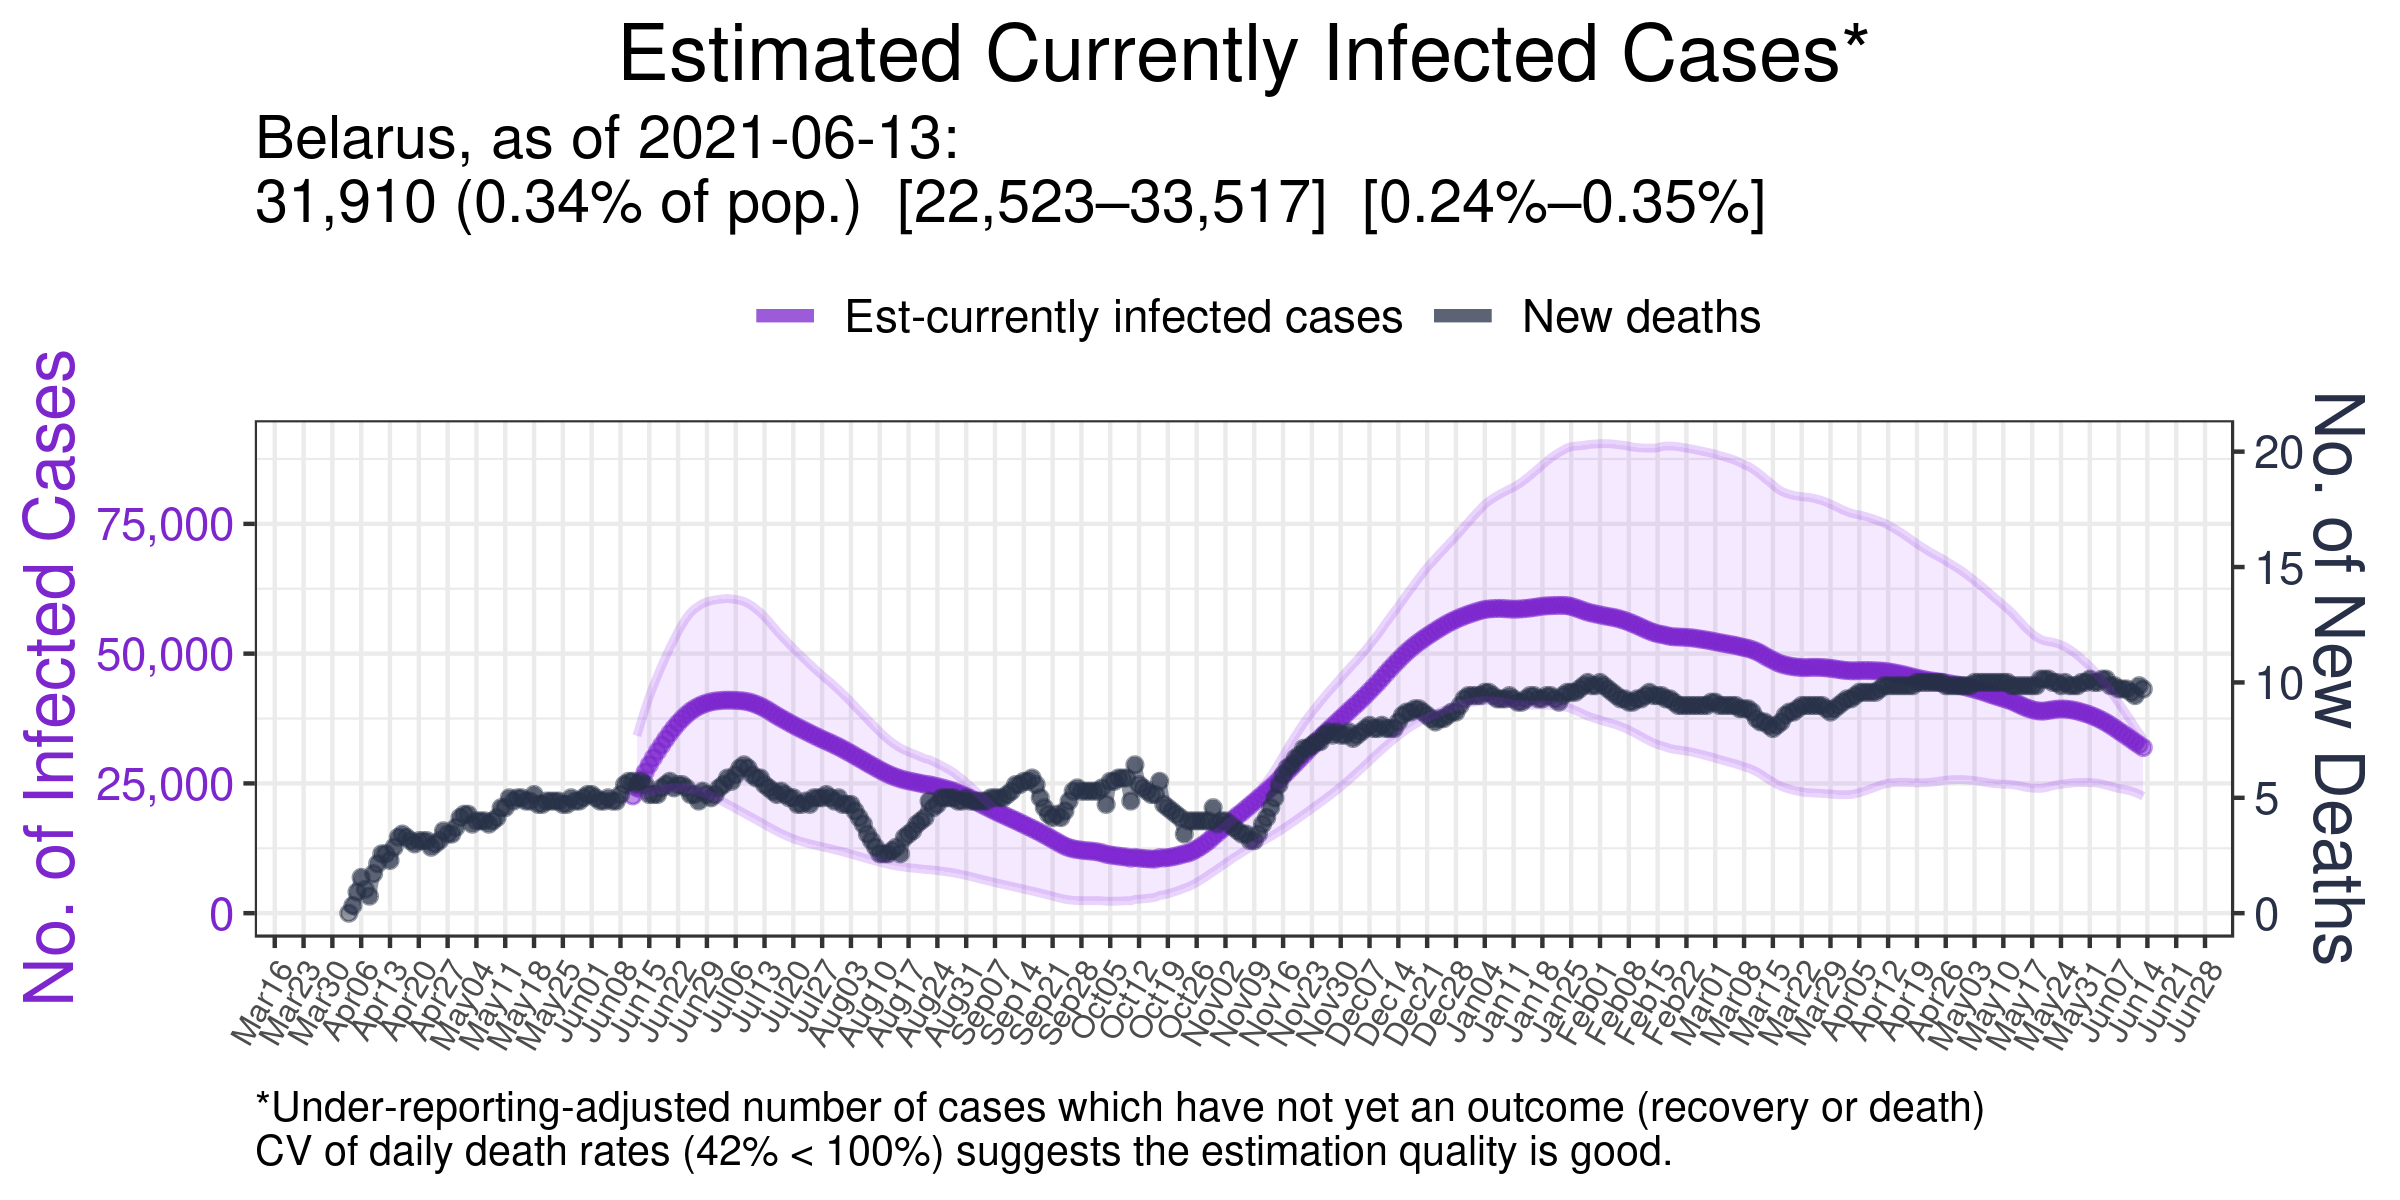 Estimated Currently Infected Cases*
Belarus, as of 2021-06-13:
31,910 (0.34% of pop.) [22,523–33,517] [0.24%–0.35%]
Est-currently infected cases New deaths
No. of Infected Cases
75,000
50,000
25,000
0
20
15
10
5
0
No. of New Deaths
Mar16 Mar23 Mar30 Apr06 Apr13 Apr20 Apr27 May04 May11 May18 May25 Jun01 Jun08 Jun15 Jun22 Jun29 Jul06 Jul13 Jul20 Jul27 Aug03 Aug10 Aug17 Aug24 Aug31 Sep07 Sep14 Sep21 Sep28 Oct05 Oct12 Oct19 Oct26 Nov02 Nov09 Nov16 Nov23 Nov30 Dec07 Dec14 Dec21 Dec28 Jan04 Jan11 Jan18 Jan25 Feb01 Feb08 Feb15 Feb22 Mar01 Mar08 Mar15 Mar22 Mar29 Apr05 Apr12 Apr19 Apr26 May03 May10 May17 May24 May31 Jun07 Jun14 Jun21 Jun28
*Under-reporting-adjusted number of cases which have not yet an outcome (recovery or death)
CV of daily death rates (42% < 100%) suggests the estimation quality is good.